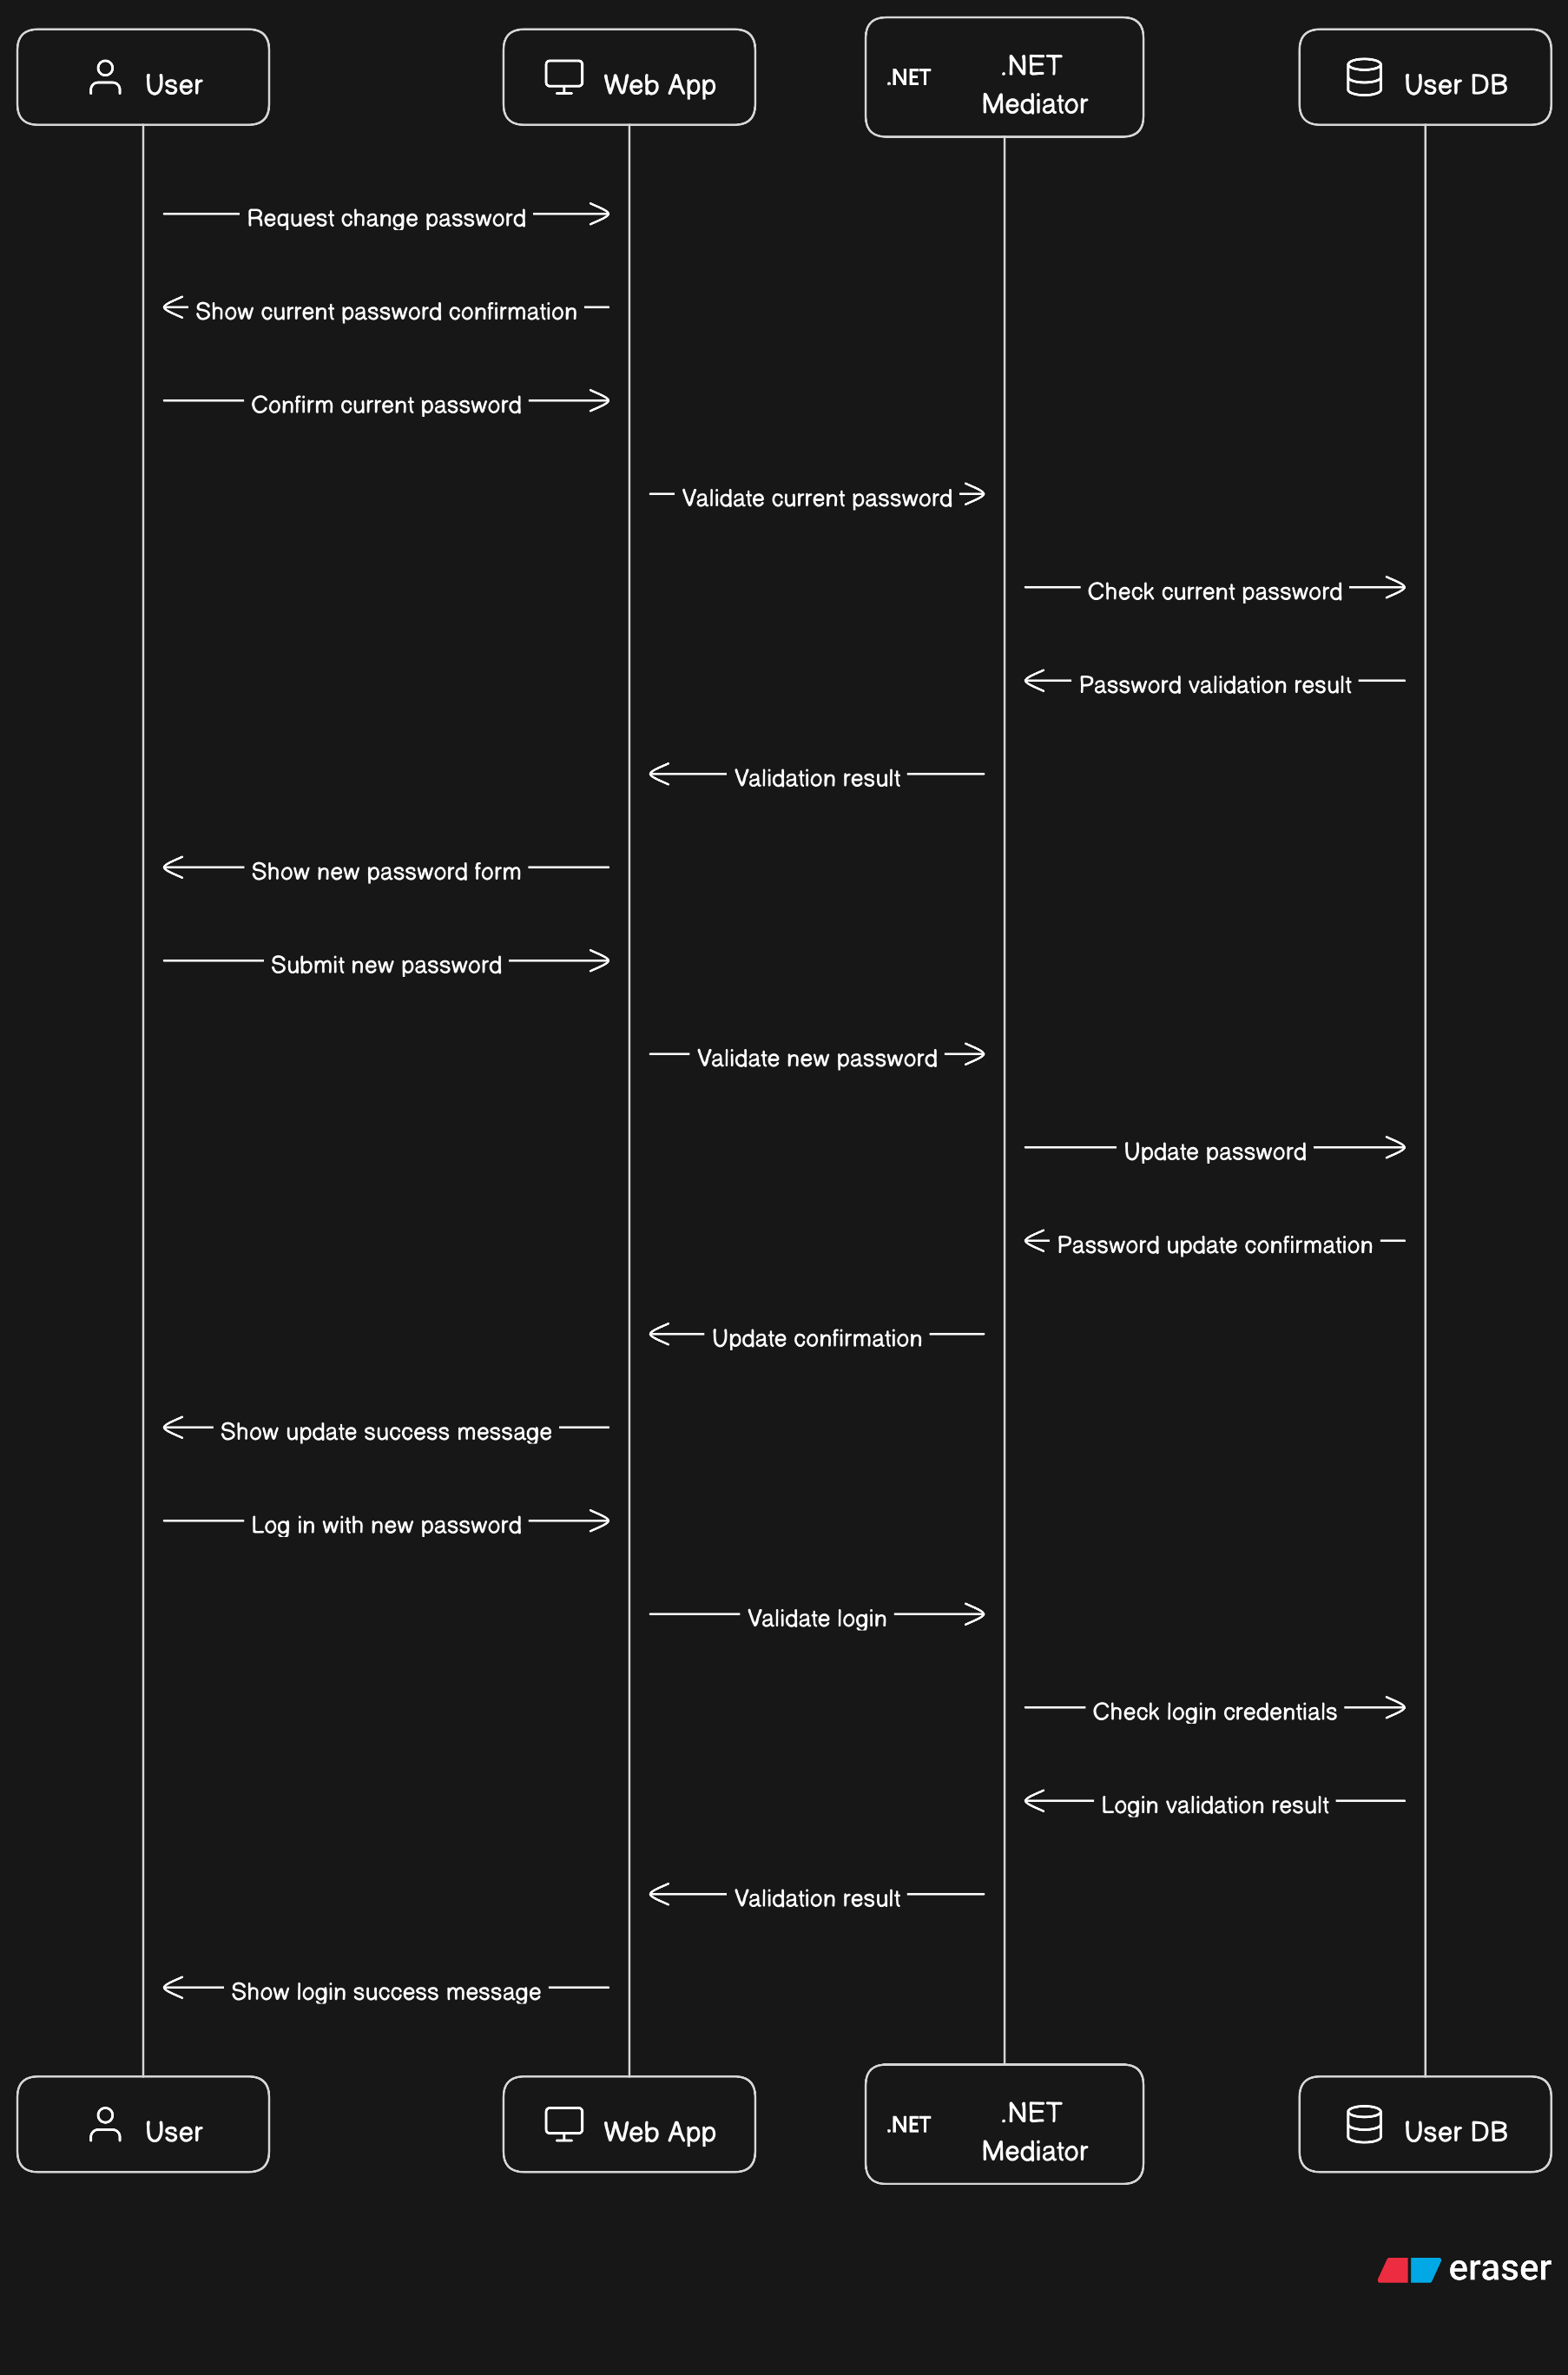 User
Web App
.NET
.NET
Mediator
User DB
Request change password
Show current password confirmation
Confirm current password
Validate current password
Check current password
Password validation result
Validation result
Show new password form
Submit new password
Validate new password
Update password
Password update confirmation
Update confirmation
Show update success message
Log in with new password
Validate login
Check login credentials
Login validation result
Validation result
Show login success message
User
Web App
.NET
.NET
Mediator
User DB
eraser